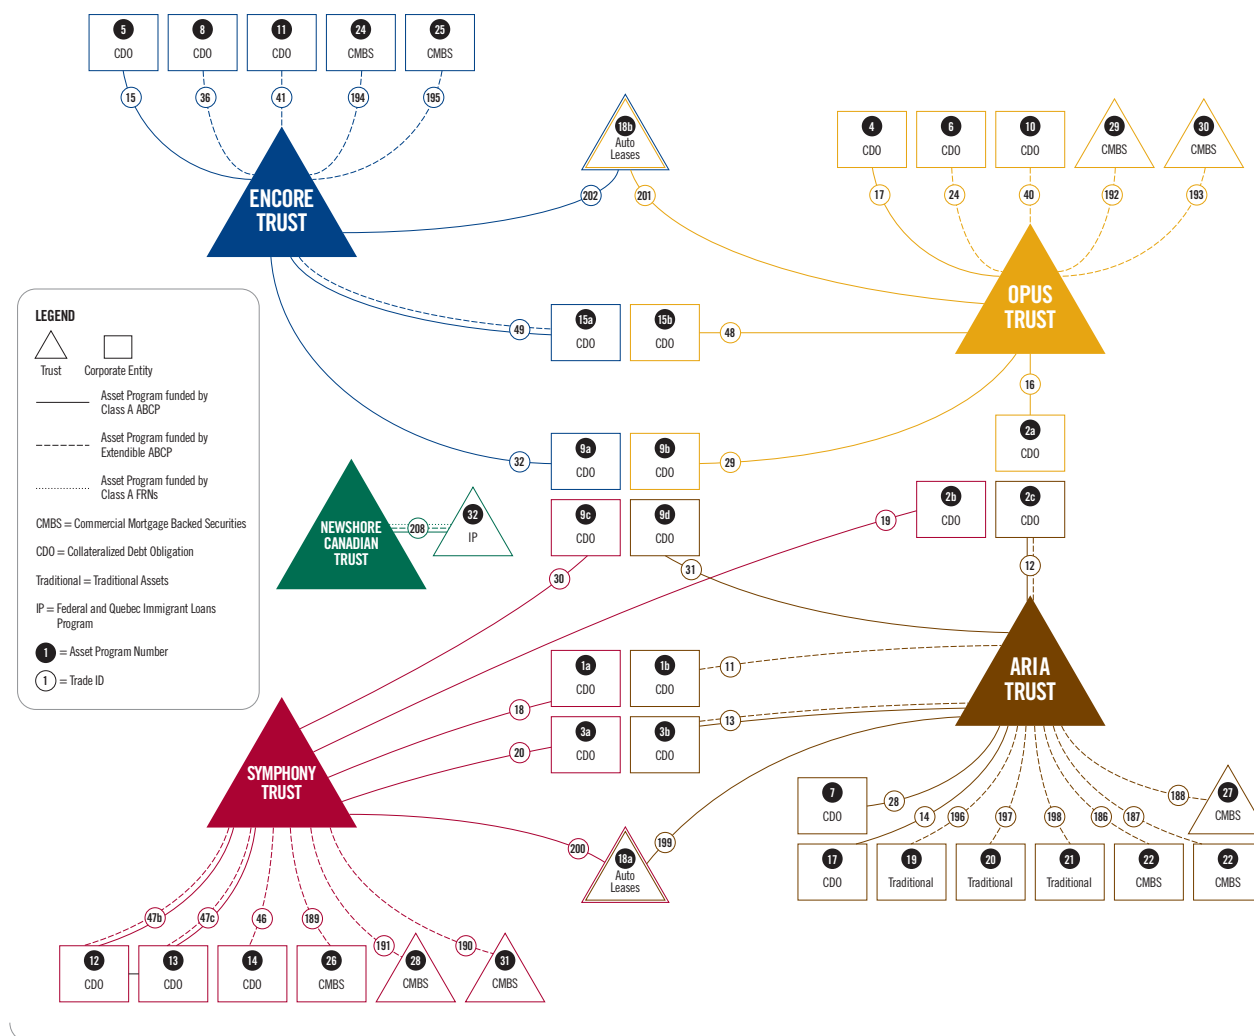 5
CDO
8
CDO
11
CDO
24
CMBS
25
CMBS
15
36
41
194
195
ENCORE
TRUST
18b
Auto
Leases
202
201
4
CDO
6
CDO
10
CDO
29
CMBS
30
CMBS
17
24
40
192
193
OPUS
TRUST
49
15a
CDO
15b
CDO
48
16
2a
CDO
32
9a
CDO
9b
CDO
29
LEGEND
Trust
Corporate Entity
Asset Program funded by
Class A ABCP
Asset Program funded by
Extendible ABCP
Asset Program funded by
Class A FRNs
CMBS = Commercial Mortgage Backed Securities
CDO = Collateralized Debt Obligation
Traditional = Traditional Assets
IP = Federal and Quebec Immigrant Loans
Program
1 = Asset Program Number
1 = Trade ID
NEWSHORE
CANADIAN
TRUST
208
32
IP
9c
CDO
9d
CDO
19
2b
CDO
2c
CDO
30
31
12
ARIA
TRUST
1a
CDO
1b
CDO
11
18
3a
CDO
3b
CDO
13
20
SYMPHONY
TRUST
200
18a
Auto
Leases
199
7
CDO
28
14
196
197
198
186
187
188
27
CMBS
17
CDO
19
Traditional
20
Traditional
21
Traditional
22
CMBS
22
CMBS
47b
47c
46
189
191
190
12
CDO
13
CDO
14
CDO
26
CMBS
28
CMBS
31
CMBS